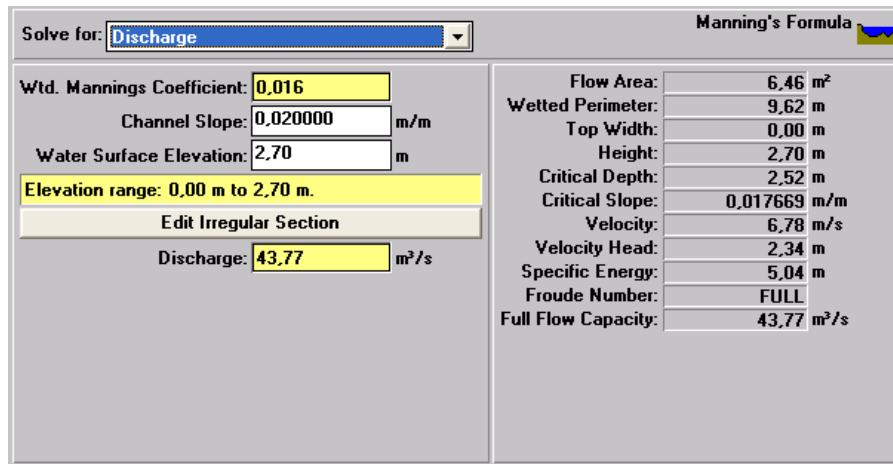 Solve for: Discharge
Manning's Formula
Wtd. Mannings Coefficient: 0,016
Channel Slope: 0,020000 m/m
Water Surface Elevation: 2,70 m
Elevation range: 0,00 m to 2,70 m.
Edit Irregular Section
Discharge: 43,77 m³/s
Flow Area: 6,46 m²
Wetted Perimeter: 9,62 m
Top Width: 0,00 m
Height: 2,70 m
Critical Depth: 2,52 m
Critical Slope: 0,017669 m/m
Velocity: 6,78 m/s
Velocity Head: 2,34 m
Specific Energy: 5,04 m
Froude Number: FULL
Full Flow Capacity: 43,77 m³/s